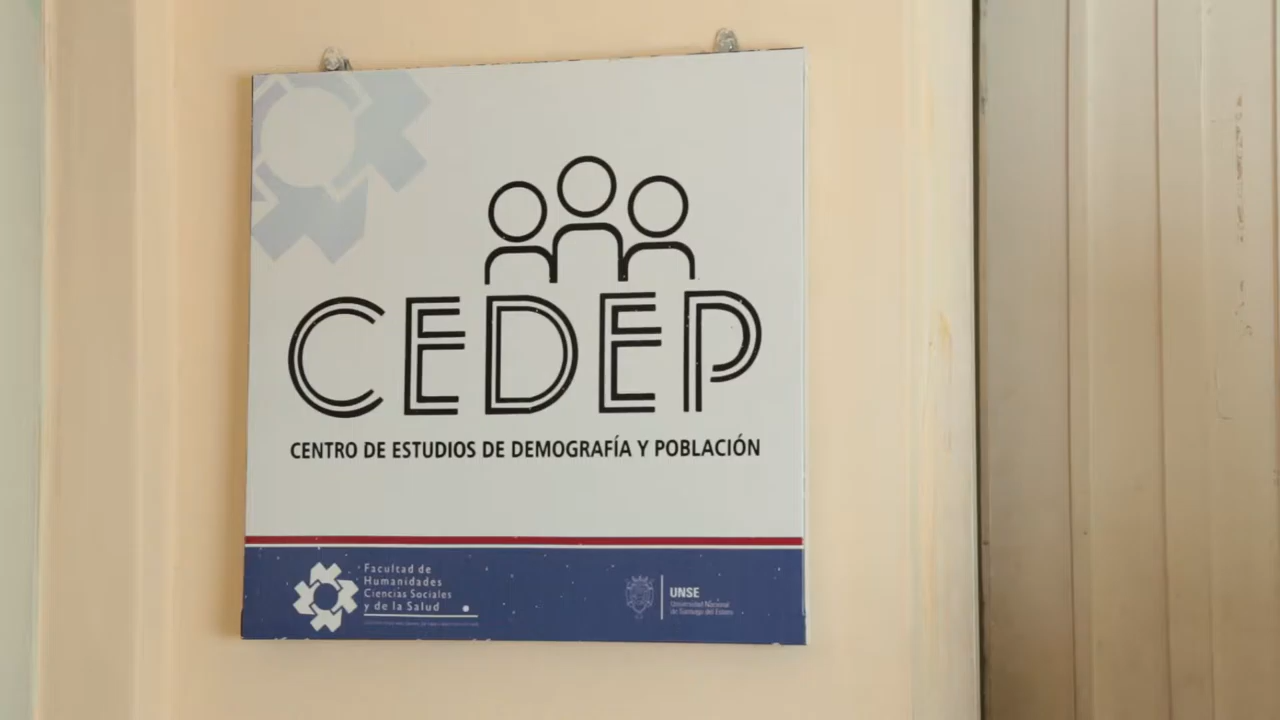 CEDEP
CENTRO DE ESTUDIOS DE DEMOGRAFÍA Y POBLACIÓN
Facultad de
Humanidades
Ciencias Sociales
y de la Salud
UNSE
Universidad Nacional
de Santiago del Estero